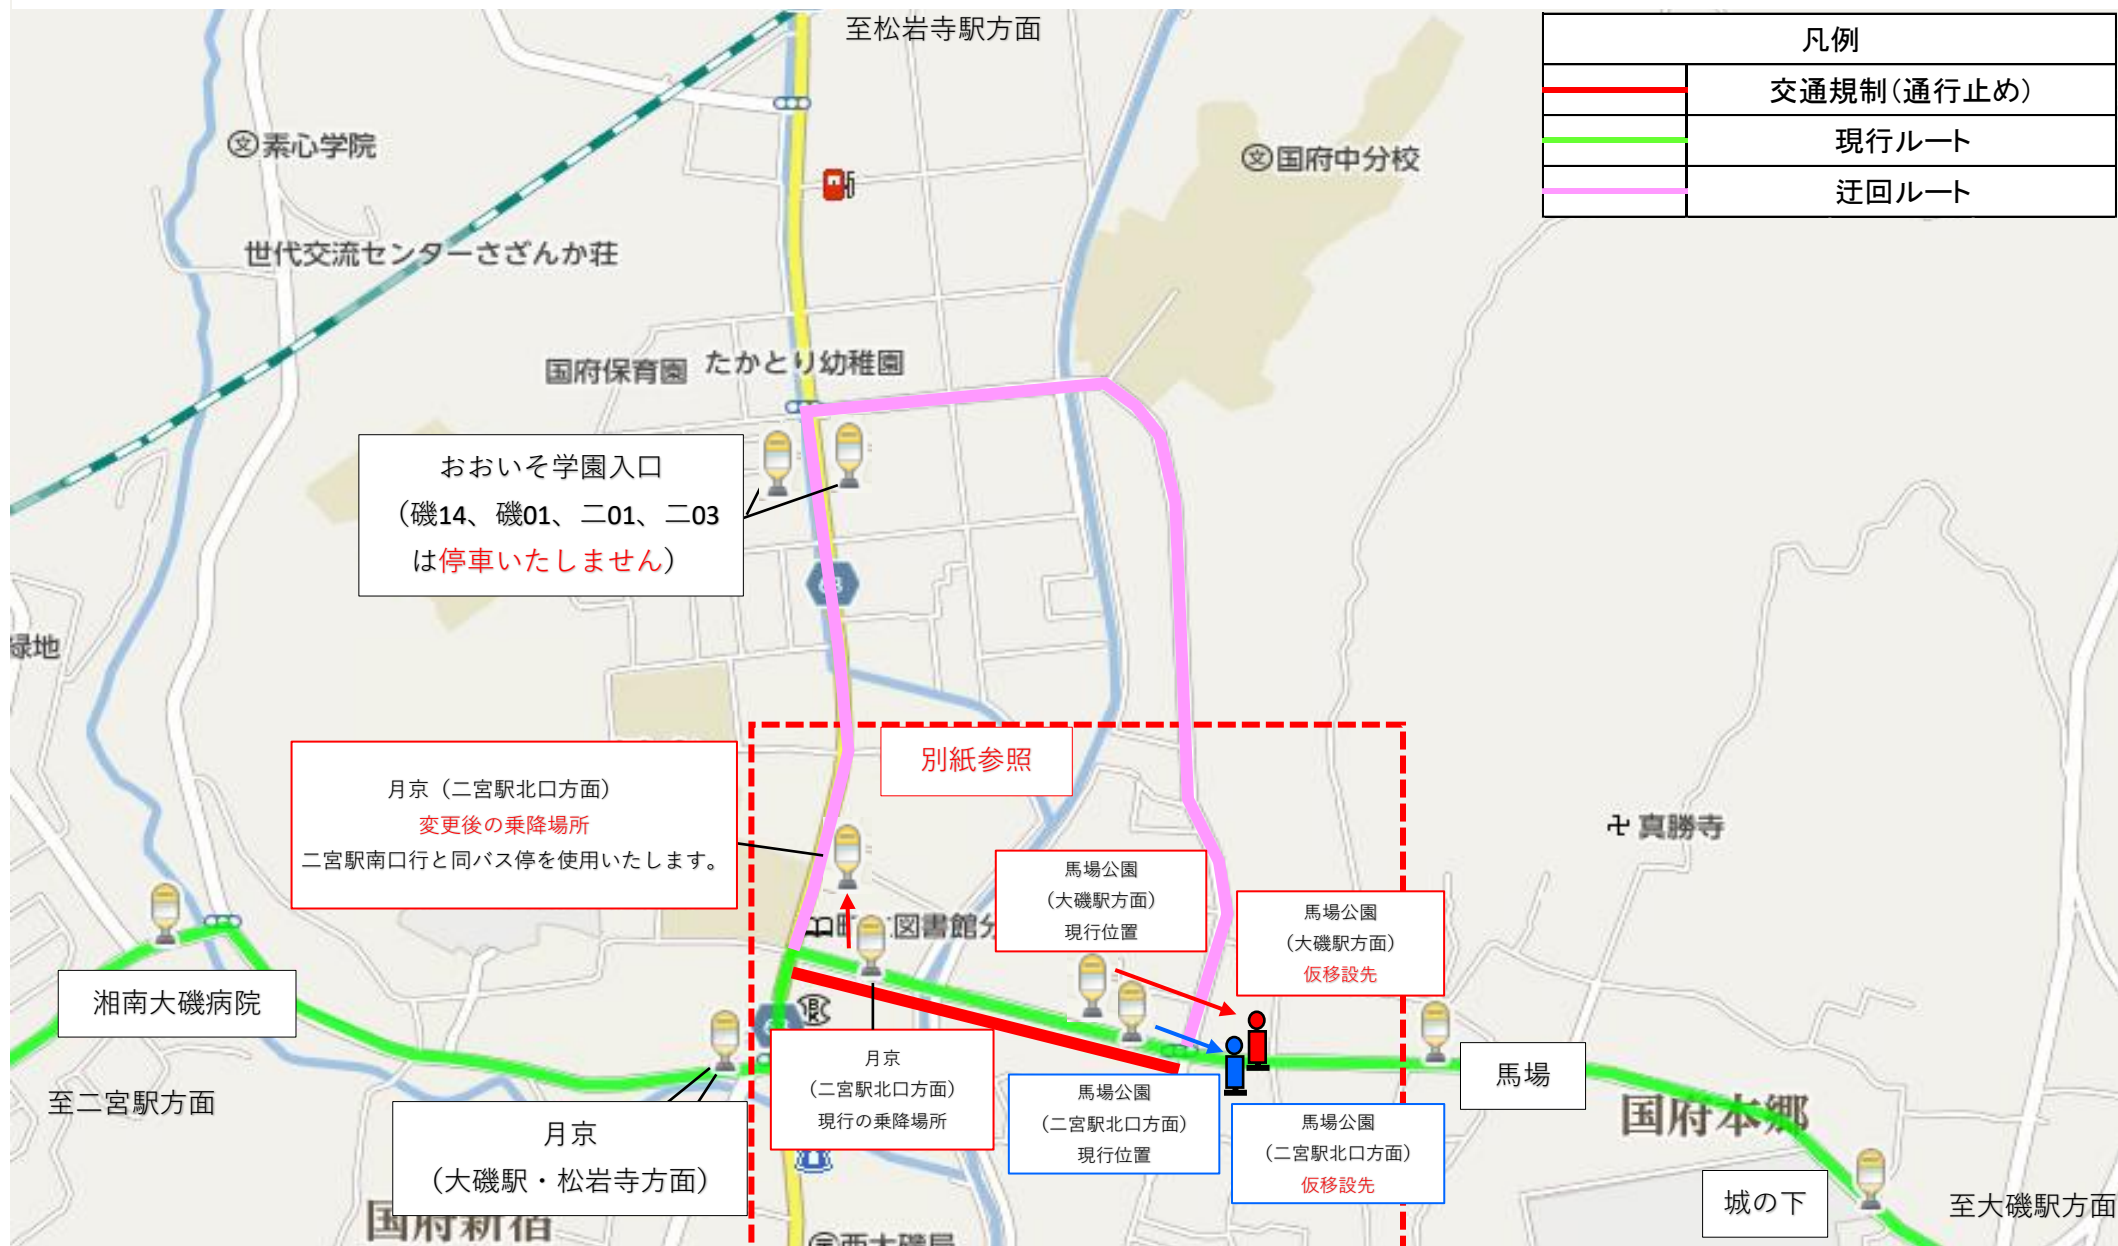 至松岩寺駅方面
凡例
交通規制(通行止め)
現行ルート
迂回ルート
素心学院
国府中分校
世代交流センターさざんか荘
国府保育園
たかとり幼稚園
おおいそ学園入口
（磯14、磯01、二01、二03
は停車いたしません）
緑地
別紙参照
月京（二宮駅北口方面）
変更後の乗降場所
二宮駅南口行と同バス停を使用いたします。
真勝寺
馬場公園
（大磯駅方面）
現行位置
馬場公園
（大磯駅方面）
仮移設先
図書館分
湘南大磯病院
至二宮駅方面
月京
（大磯駅・松岩寺方面）
月京
（二宮駅北口方面）
現行の乗降場所
馬場公園
（二宮駅北口方面）
現行位置
馬場公園
（二宮駅北口方面）
仮移設先
馬場
国府本郷
城の下
至大磯駅方面
国府新宿
西大磯局